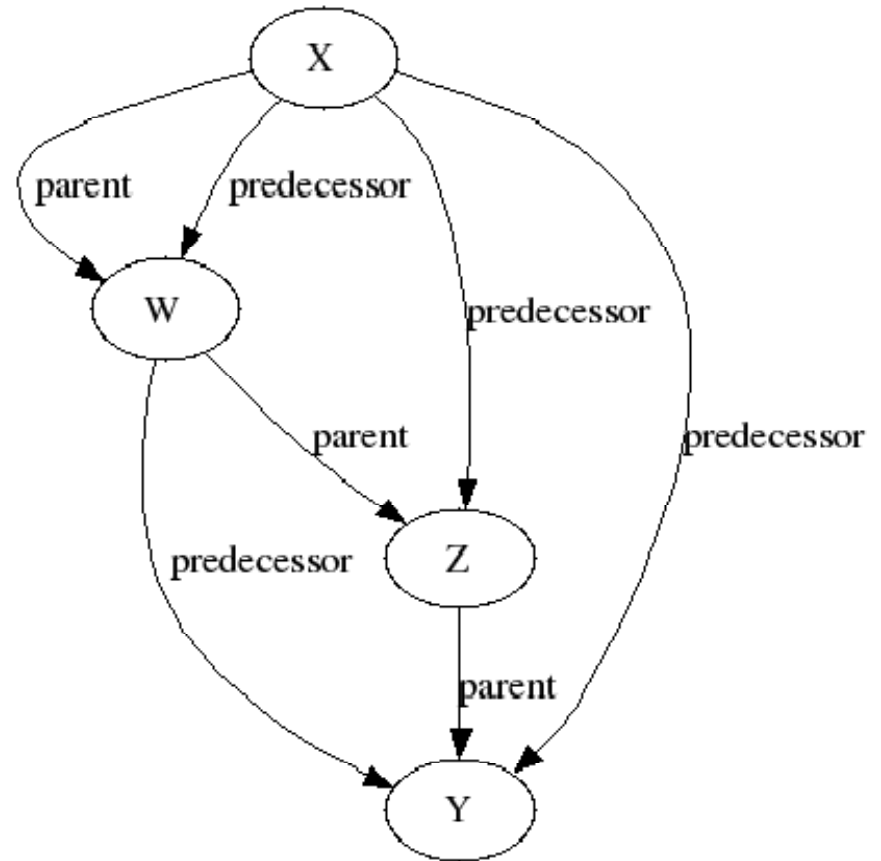 X
parent predecessor
W
predecessor
parent
predecessor
predecessor
Z
parent
Y